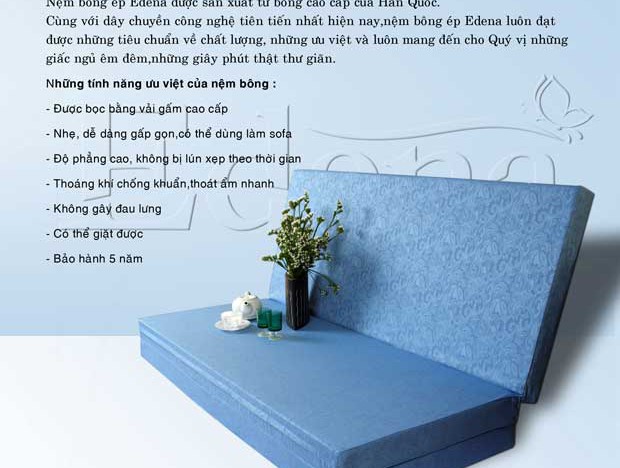 Nệm bông ép Edena được sản xuất từ bông cao cấp của Hàn Quốc.
Cùng với dây chuyền công nghệ tiên tiến nhất hiện nay,nệm bông ép Edena luôn đạt
được những tiêu chuẩn về chất lượng, những ưu việt và luôn mang đến cho Quý vị những
giấc ngủ êm đêm,những giây phút thật thư giãn.
Những tính năng ưu việt của nệm bông :
- Được bọc bằng vải gấm cao cấp
- Nhẹ, dễ dàng gấp gọn,có thể dùng làm sofa
- Độ phẳng cao, không bị lún xẹp theo thời gian
- Thoáng khí chống khuẩn,thoát ẩm nhanh
- Không gây đau lưng
- Có thể giặt được
- Bảo hành 5 năm
Edena